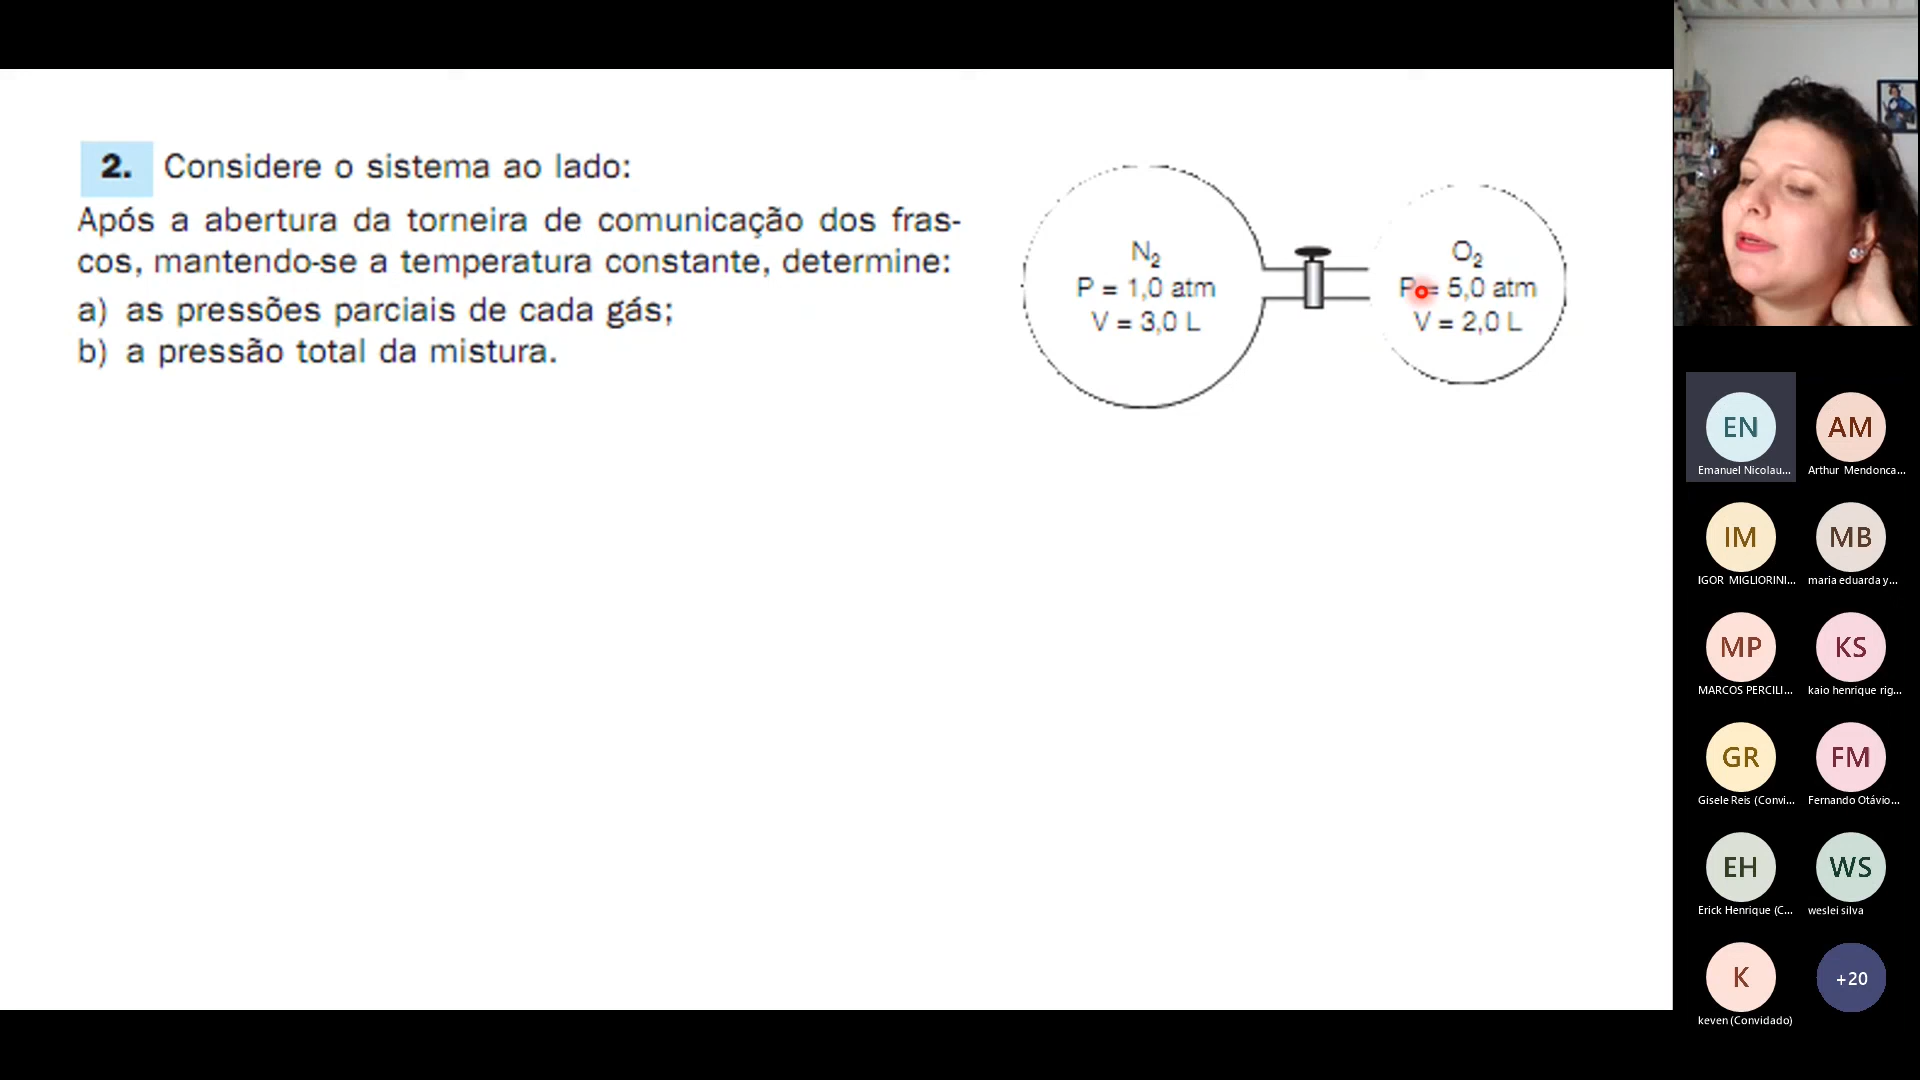 2. Considere o sistema ao lado:
Após a abertura da torneira de comunicação dos fras-
cos, mantendo-se a temperatura constante, determine:
a) as pressões parciais de cada gás;
b) a pressão total da mistura.
N₂
P = 1,0 atm
V = 3,0 L
O₂
P = 5,0 atm
V = 2,0 L
EN
Emanuel Nicolau...
AM
Arthur Mendonca...
IM
IGOR MIGLIORINI...
MB
maria eduarda y...
MP
MARCOS PERCILI...
KS
kaio henrique rig...
GR
Gisele Reis (Convi...
FM
Fernando Otávio...
EH
Erick Henrique (C...
WS
weslei silva
K
keven (Convidado)
+20